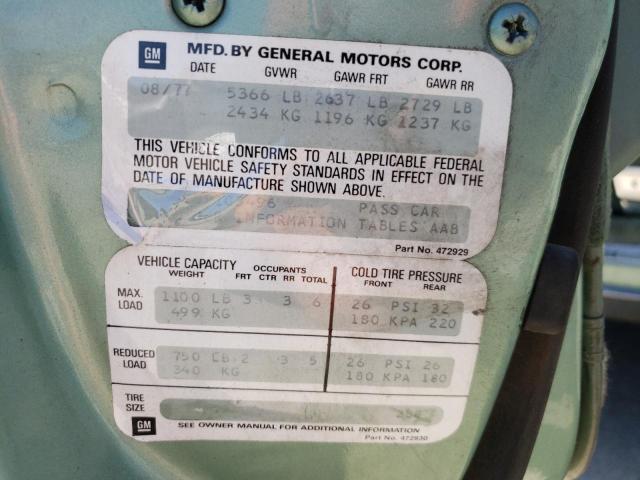 GM MFD. BY GENERAL MOTORS CORP.
DATE GVWR GAWR FRT GAWR RR
08/77 5366 LB 2637 LB 2729 LB
2434 KG 1196 KG 1237 KG
THIS VEHICLE CONFORMS TO ALL APPLICABLE FEDERAL
MOTOR VEHICLE SAFETY STANDARDS IN EFFECT ON THE
DATE OF MANUFACTURE SHOWN ABOVE.
PASS CAR
INFORMATION TABLES AAB
Part No. 472929
VEHICLE CAPACITY OCCUPANTS COLD TIRE PRESSURE
WEIGHT FRT CTR RR TOTAL FRONT REAR
MAX. LOAD 1100 LB 3 3 6 26 PSI 32
499 KG 180 KPA 220
REDUCED LOAD 750 LB 2 3 5 26 PSI 26
340 KG 180 KPA 180
TIRE SIZE
GM SEE OWNER MANUAL FOR ADDITIONAL INFORMATION
Part No. 472930